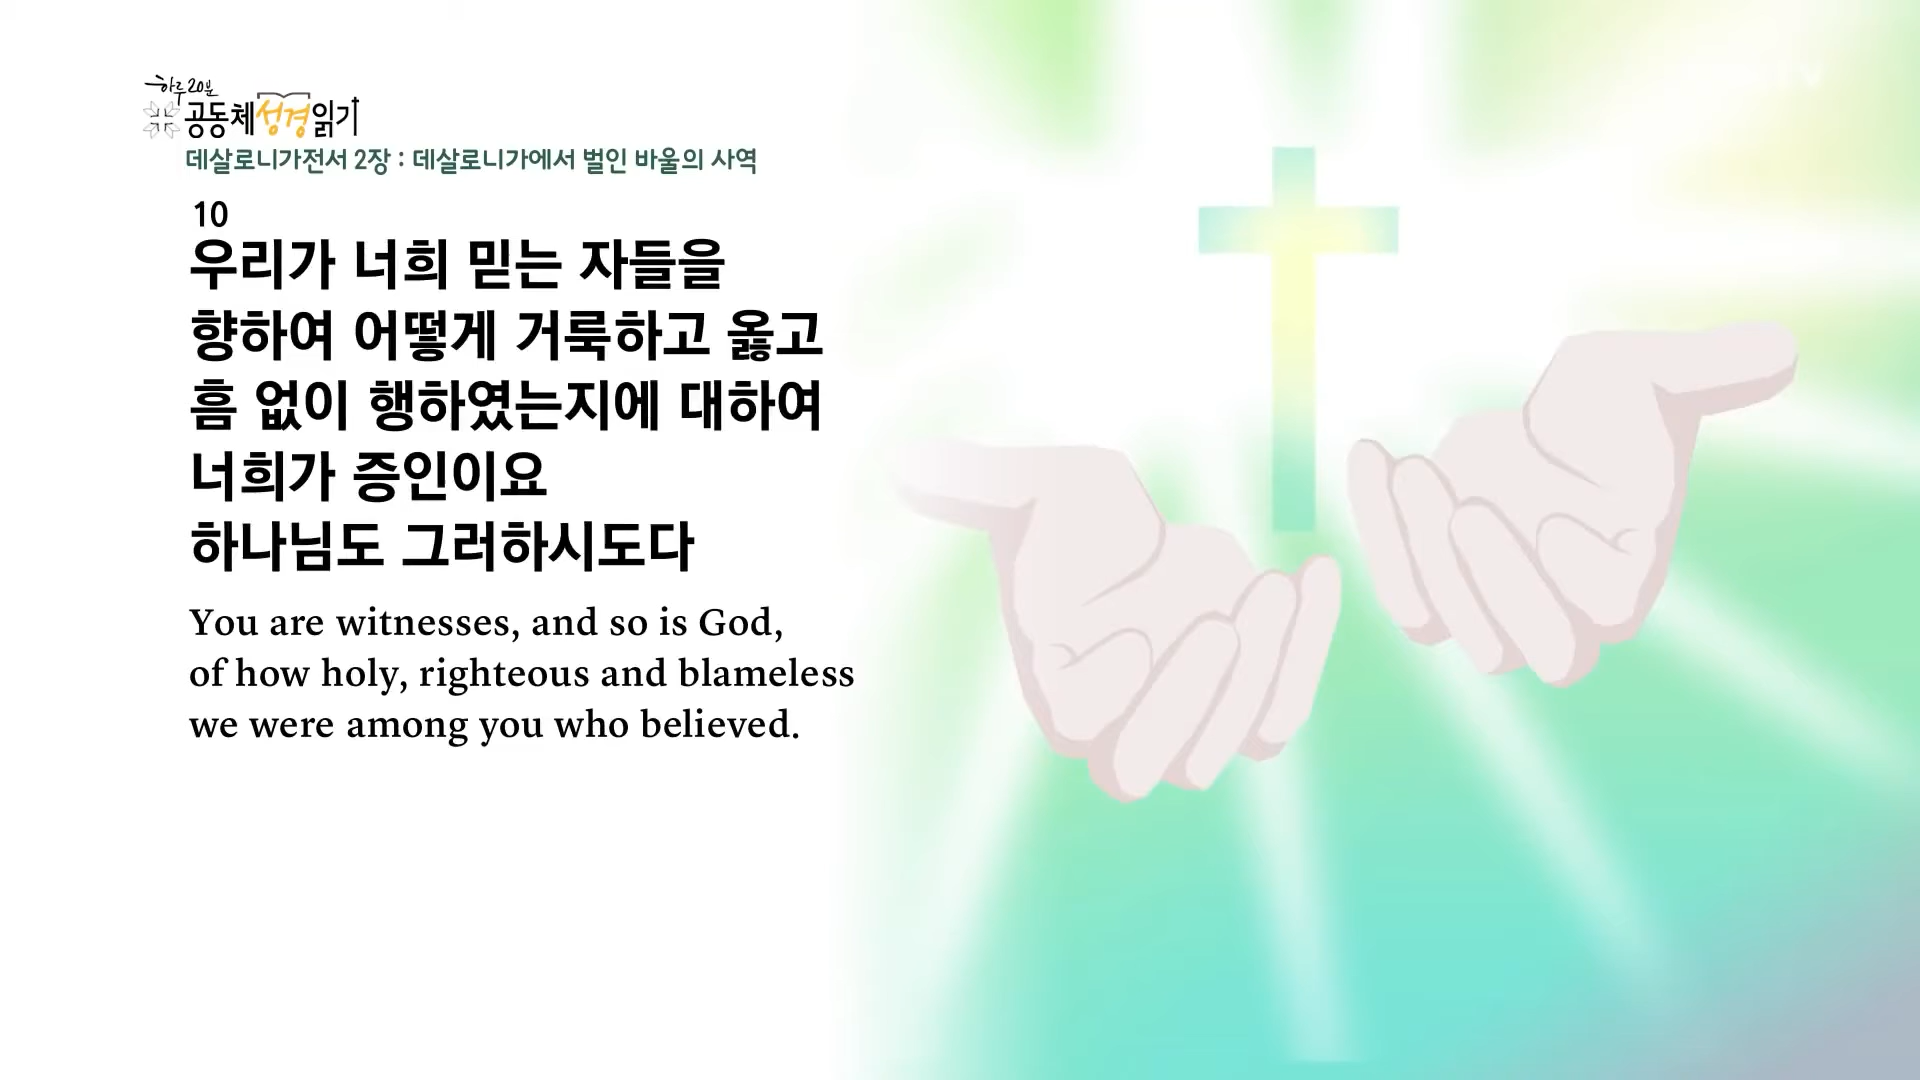 하루 20분
공동체성경읽기
데살로니가전서 2장 : 데살로니가에서 벌인 바울의 사역
10
우리가 너희 믿는 자들을
향하여 어떻게 거룩하고 옳고
흠 없이 행하였는지에 대하여
너희가 증인이요
하나님도 그러하시도다
You are witnesses, and so is God,
of how holy, righteous and blameless
we were among you who believed.